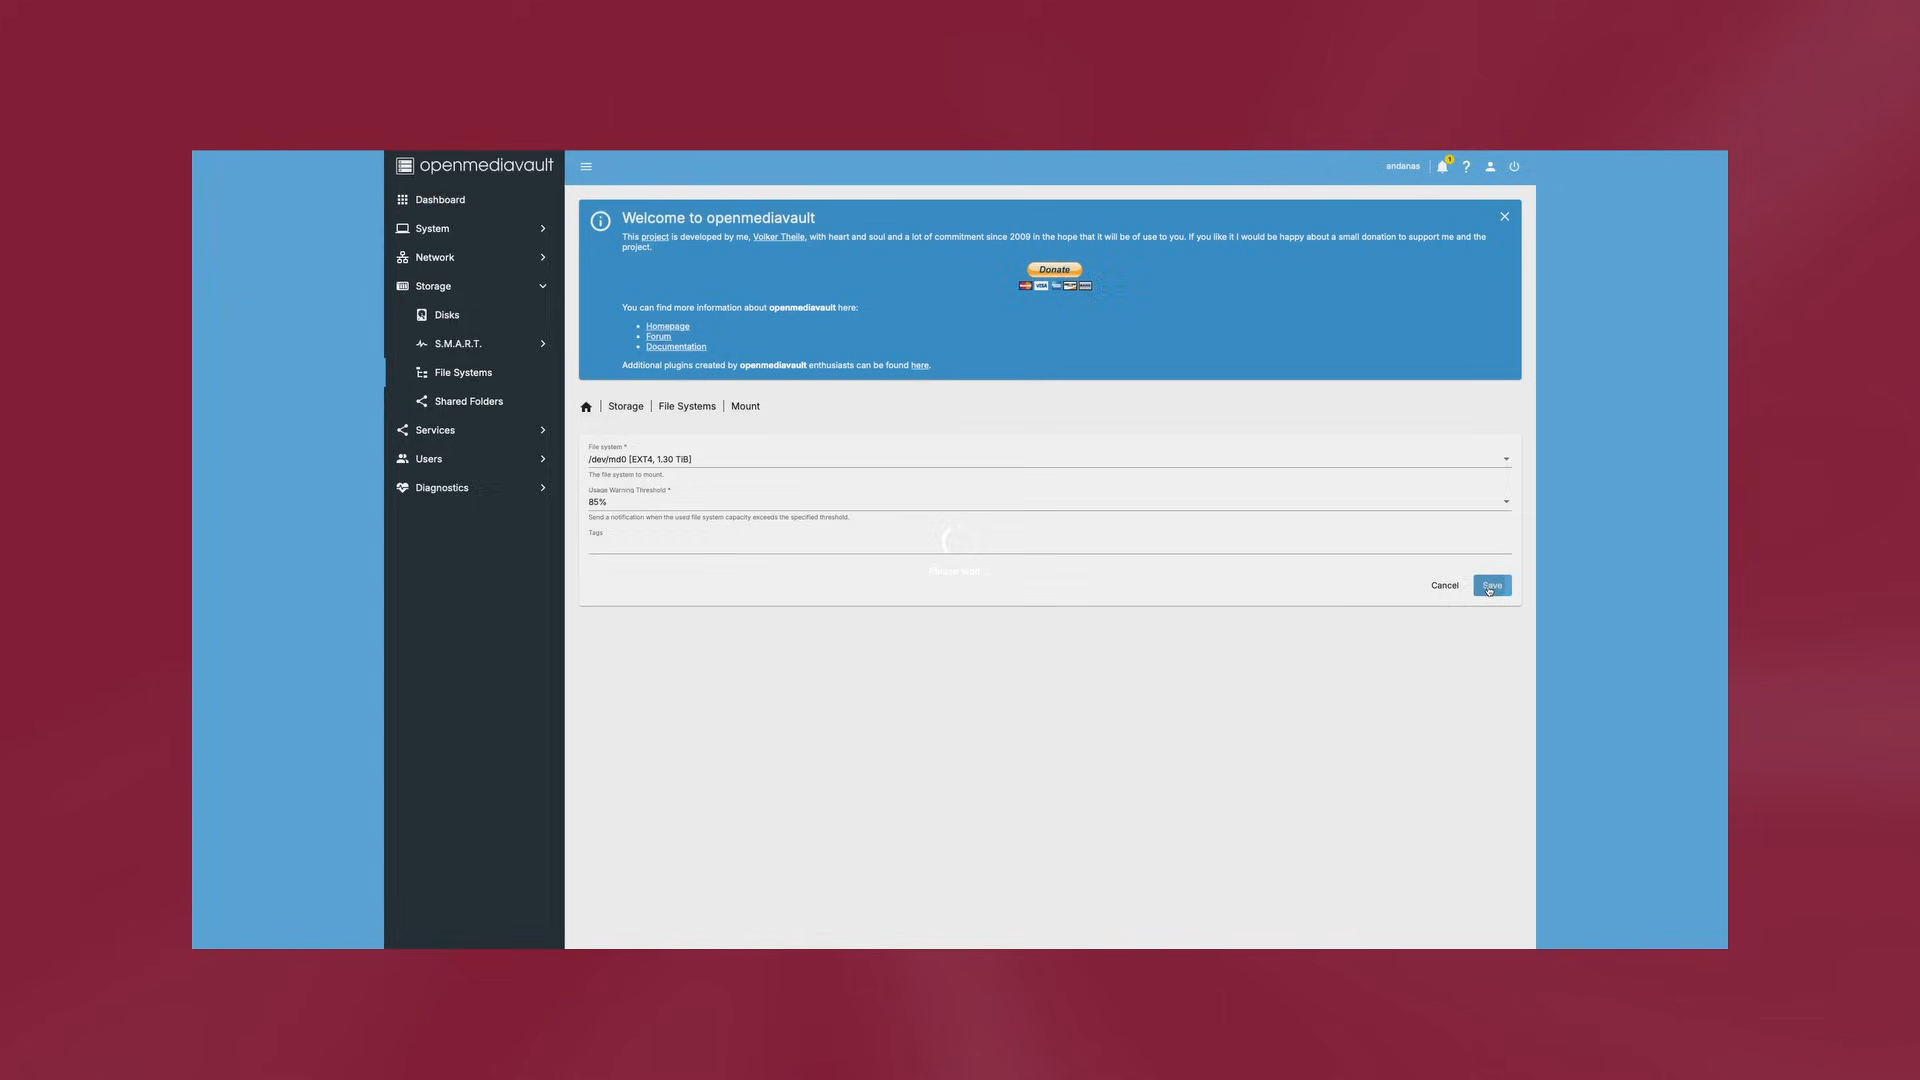 openmediavault
andanas
1
?
Dashboard
System
Network
Storage
Disks
S.M.A.R.T.
File Systems
Shared Folders
Services
Users
Diagnostics
Welcome to openmediavault
This project is developed by me, Volker Theile, with heart and soul and a lot of commitment since 2009 in the hope that it will be of use to you. If you like it I would be happy about a small donation to support me and the
project.
Donate
VISA
You can find more information about openmediavault here:
• Homepage
• Forum
• Documentation
Additional plugins created by openmediavault enthusiasts can be found here.
Storage | File Systems | Mount
File system *
/dev/md0 [EXT4, 1.30 TiB]
The file system to mount.
Usage Warning Threshold *
85%
Send a notification when the used file system capacity exceeds the specified threshold.
Tags
Please wait ...
Cancel
Save